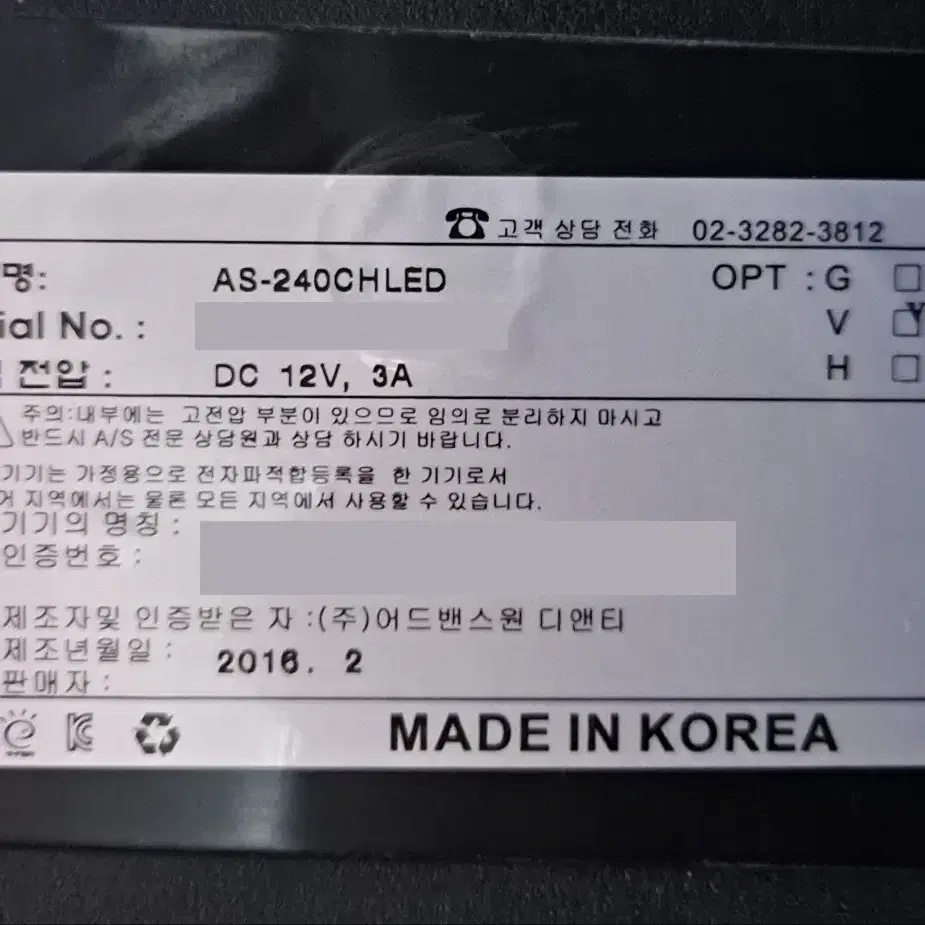 고객 상담 전화 02-3282-3812
명: AS-240CHLED OPT : G
ial No. : V
전압 : DC 12V, 3A H
주의:내부에는 고전압 부분이 있으므로 임의로 분리하지 마시고
반드시 A/S 전문 상담원과 상담 하시기 바랍니다.
기기는 가정용으로 전자파적합등록을 한 기기로서
거 지역에서는 물론 모든 지역에서 사용할 수 있습니다.
기기의 명칭 :
인증번호 :
제조자및 인증받은 자 :(주)어드밴스원 디앤티
제조년월일 : 2016. 2
판매자 :
MADE IN KOREA